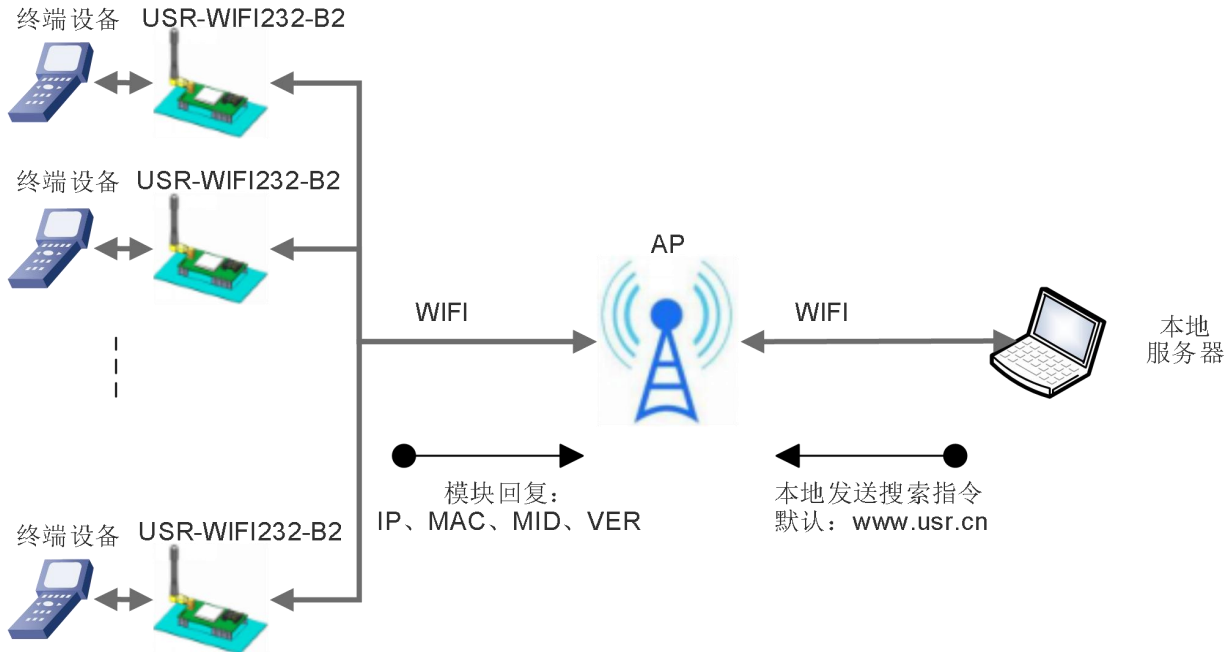 终端设备 USR-WIFI232-B2
终端设备 USR-WIFI232-B2
AP
WIFI
WIFI
本地
服务器
模块回复：
IP、MAC、MID、VER
本地发送搜索指令
默认：www.usr.cn
终端设备 USR-WIFI232-B2